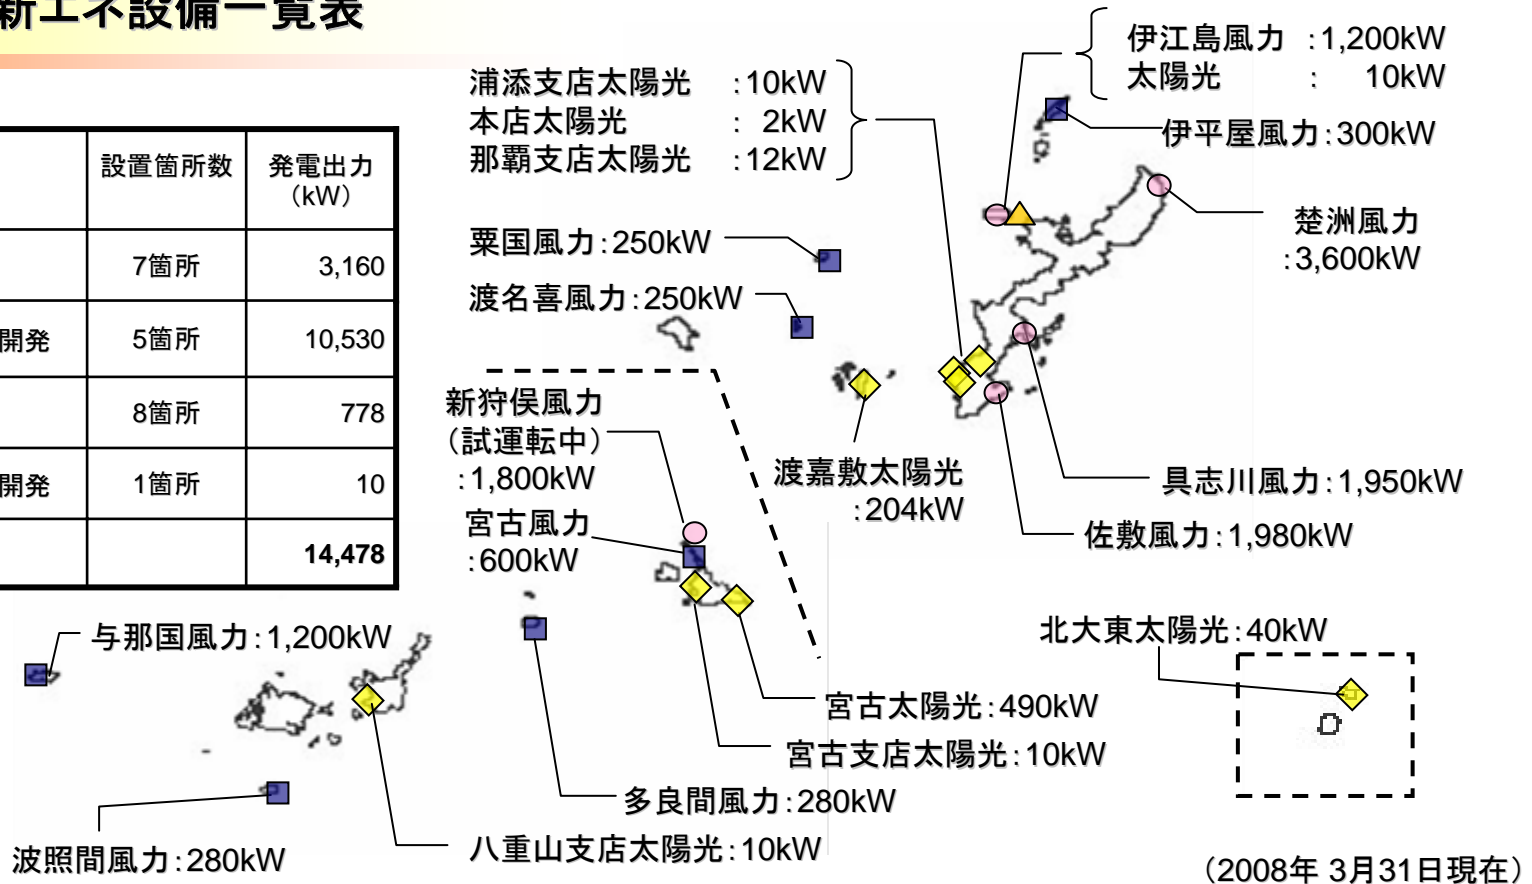 新エネ設備一覧表
設置箇所数
発電出力
（kW）
7箇所
3,160
開発
5箇所
10,530
8箇所
778
開発
1箇所
10
14,478
浦添支店太陽光 ：10kW
本店太陽光 ： 2kW
那覇支店太陽光 ：12kW
伊江島風力 ：1,200kW
太陽光 ： 10kW
伊平屋風力：300kW
楚洲風力
：3,600kW
粟国風力：250kW
渡名喜風力：250kW
新狩俣風力
（試運転中）
：1,800kW
渡嘉敷太陽光
：204kW
具志川風力：1,950kW
宮古風力
：600kW
佐敷風力：1,980kW
与那国風力：1,200kW
北大東太陽光：40kW
宮古太陽光：490kW
宮古支店太陽光：10kW
多良間風力：280kW
八重山支店太陽光：10kW
波照間風力：280kW
（2008年 3月31日現在）